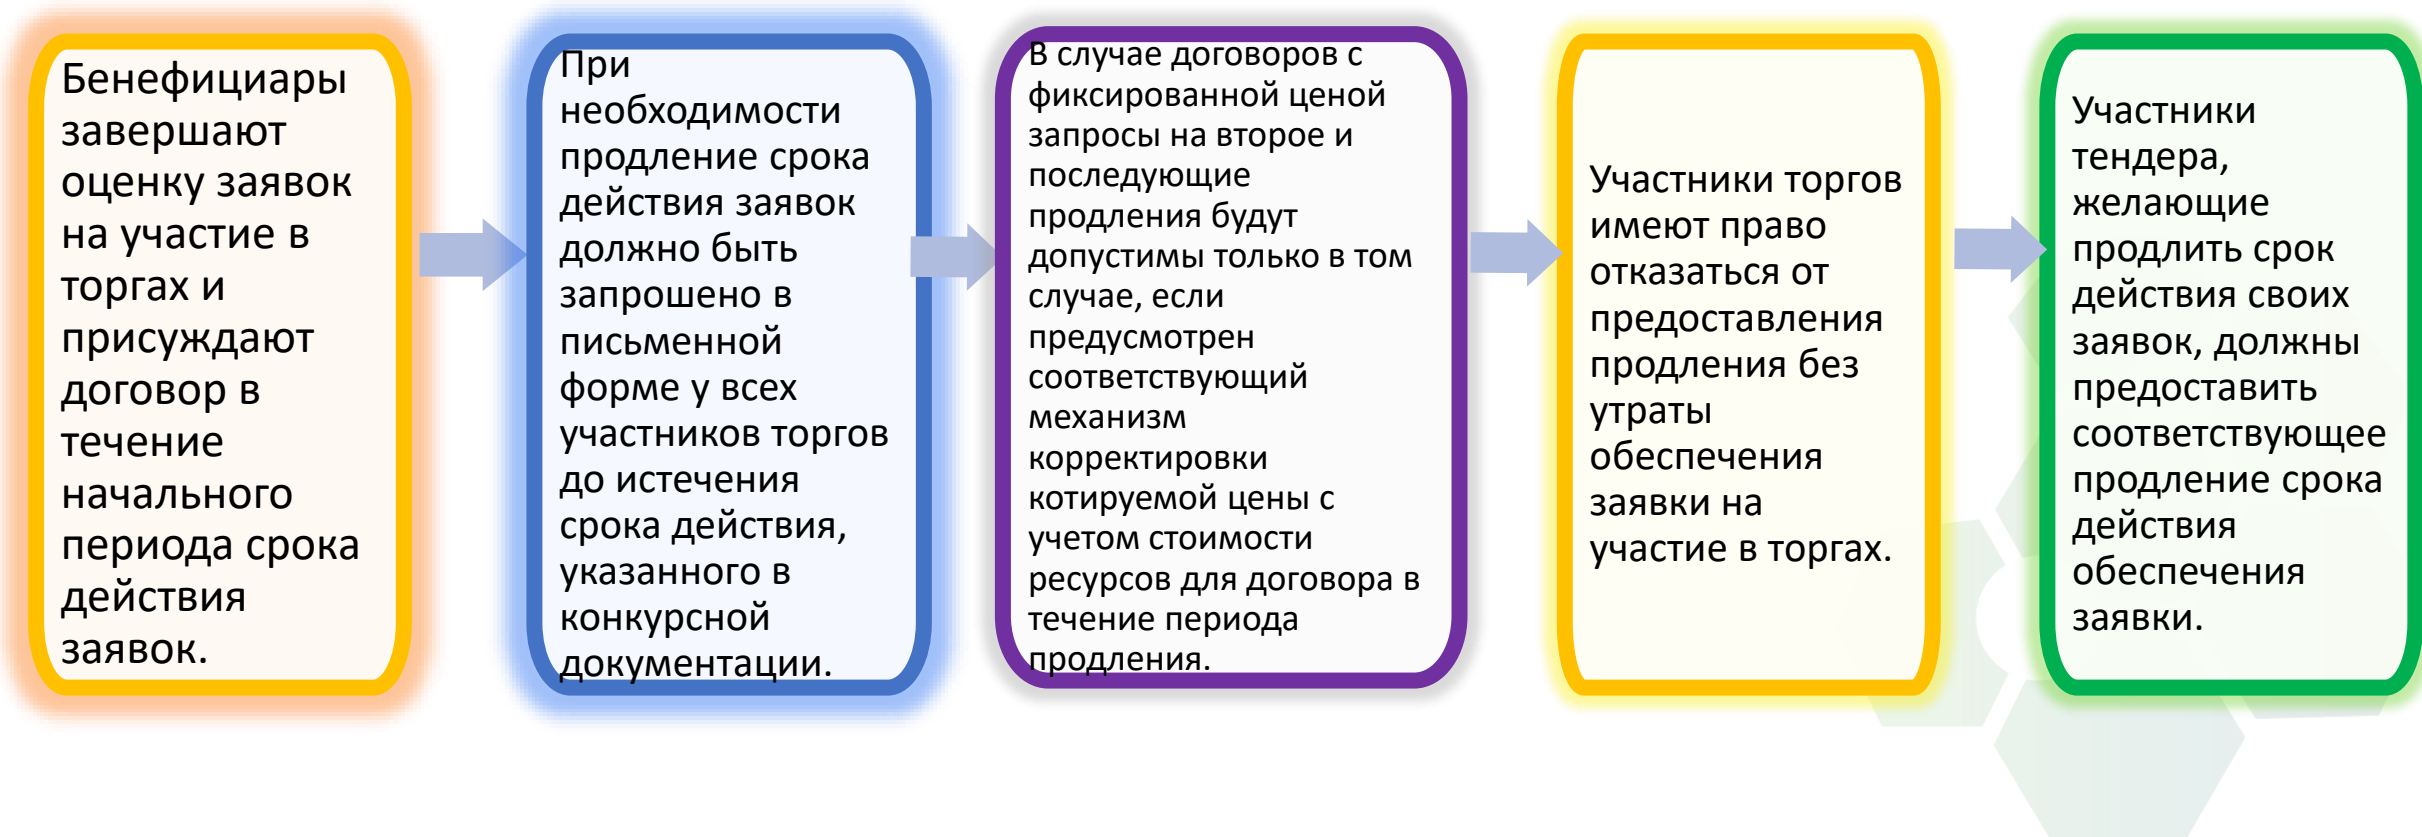 Бенефициары
завершают
оценку заявок
на участие в
торгах и
присуждают
договор в
течение
начального
периода срока
действия
заявок.
При
необходимости
продление срока
действия заявок
должно быть
запрошено в
письменной
форме у всех
участников торгов
до истечения
срока действия,
указанного в
конкурсной
документации.
В случае договоров с
фиксированной ценой
запросы на второе и
последующие
продления будут
допустимы только в том
случае, если
предусмотрен
соответствующий
механизм
корректировки
котируемой цены с
учетом стоимости
ресурсов для договора в
течение периода
продления.
Участники торгов
имеют право
отказаться от
предоставления
продления без
утраты
обеспечения
заявки на
участие в торгах.
Участники
тендера,
желающие
продлить срок
действия своих
заявок, должны
предоставить
соответствующее
продление срока
действия
обеспечения
заявки.